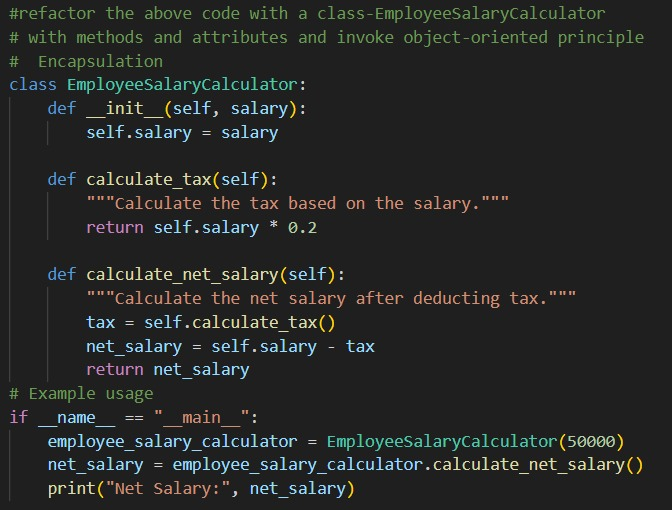 #refactor the above code with a class-EmployeeSalaryCalculator
# with methods and attributes and invoke object-oriented principle
#  Encapsulation
class EmployeeSalaryCalculator:
    def __init__(self, salary):
        self.salary = salary

    def calculate_tax(self):
        """Calculate the tax based on the salary."""
        return self.salary * 0.2

    def calculate_net_salary(self):
        """Calculate the net salary after deducting tax."""
        tax = self.calculate_tax()
        net_salary = self.salary - tax
        return net_salary
# Example usage
if __name__ == "__main__":
    employee_salary_calculator = EmployeeSalaryCalculator(50000)
    net_salary = employee_salary_calculator.calculate_net_salary()
    print("Net Salary:", net_salary)